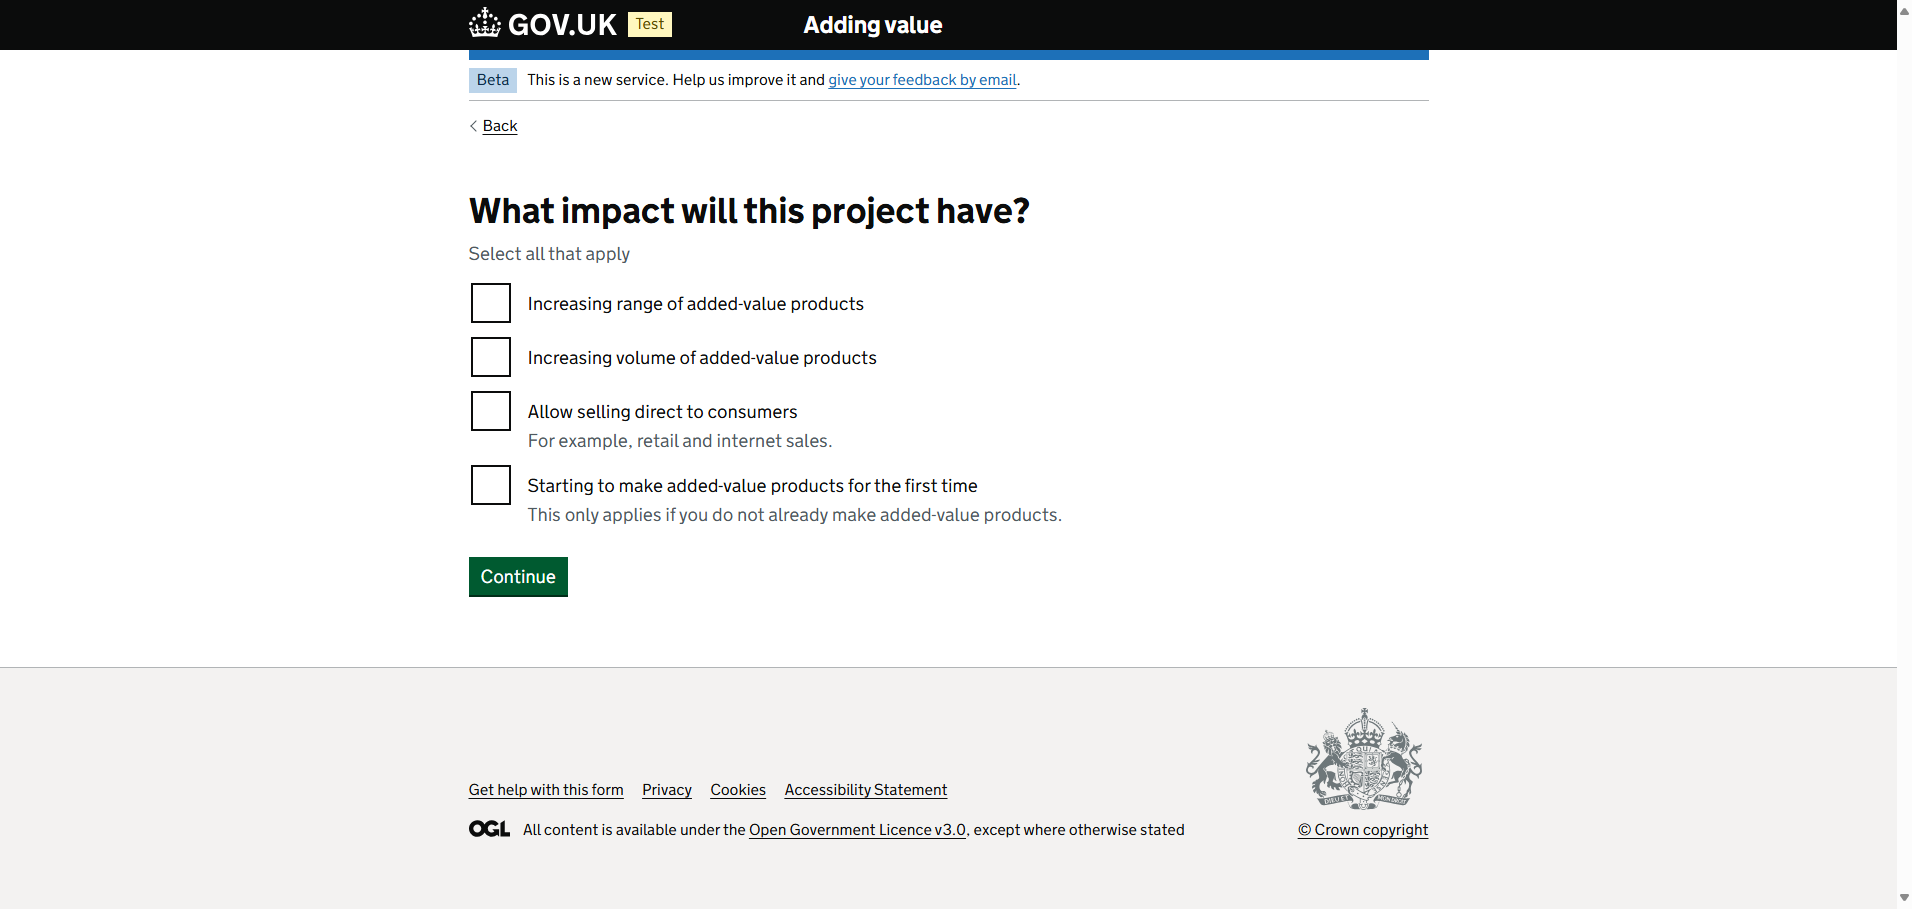 GOV.UK Test Adding value
Beta This is a new service. Help us improve it and give your feedback by email.
Back
What impact will this project have?
Select all that apply
Increasing range of added-value products
Increasing volume of added-value products
Allow selling direct to consumers
For example, retail and internet sales.
Starting to make added-value products for the first time
This only applies if you do not already make added-value products.
Continue
Get help with this form Privacy Cookies Accessibility Statement
OGL All content is available under the Open Government Licence v3.0, except where otherwise stated
© Crown copyright